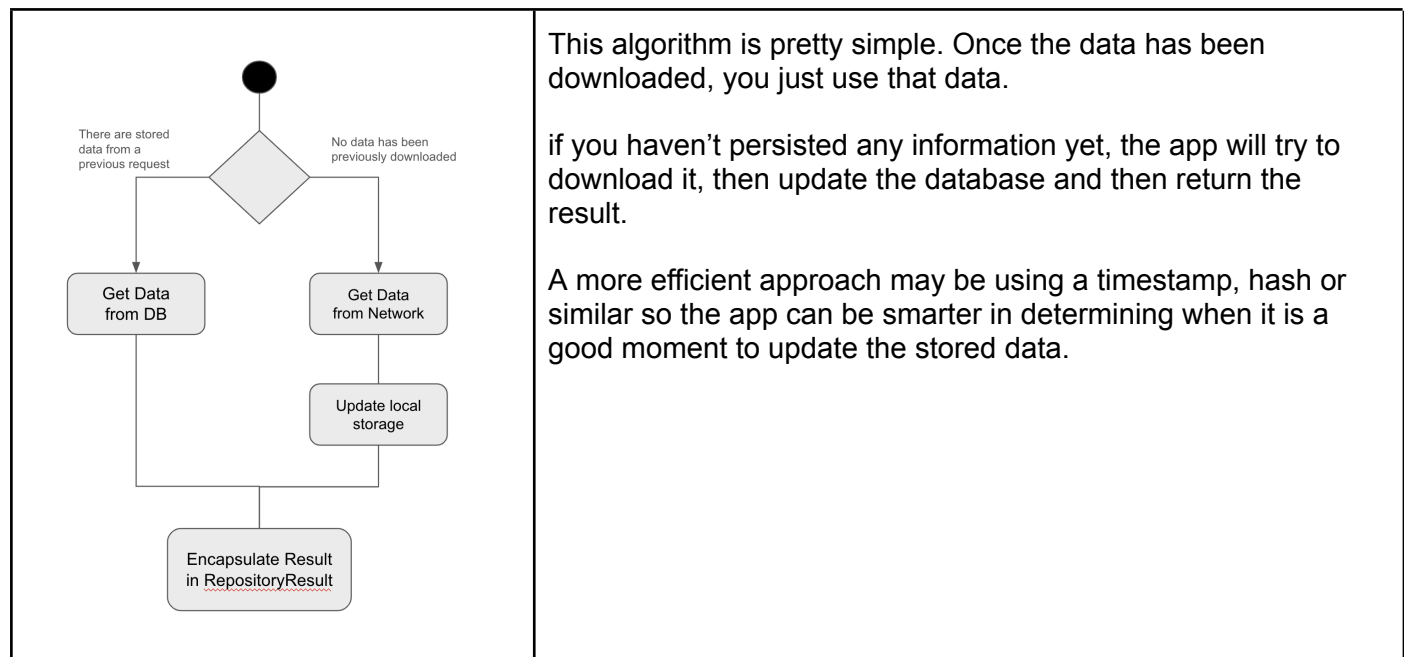 There are stored
data from a
previous request
No data has been
previously downloaded
Get Data
from DB
Get Data
from Network
Update local
storage
Encapsulate Result
in RepositoryResult
This algorithm is pretty simple. Once the data has been
downloaded, you just use that data.
if you haven’t persisted any information yet, the app will try to
download it, then update the database and then return the
result.
A more efficient approach may be using a timestamp, hash or
similar so the app can be smarter in determining when it is a
good moment to update the stored data.